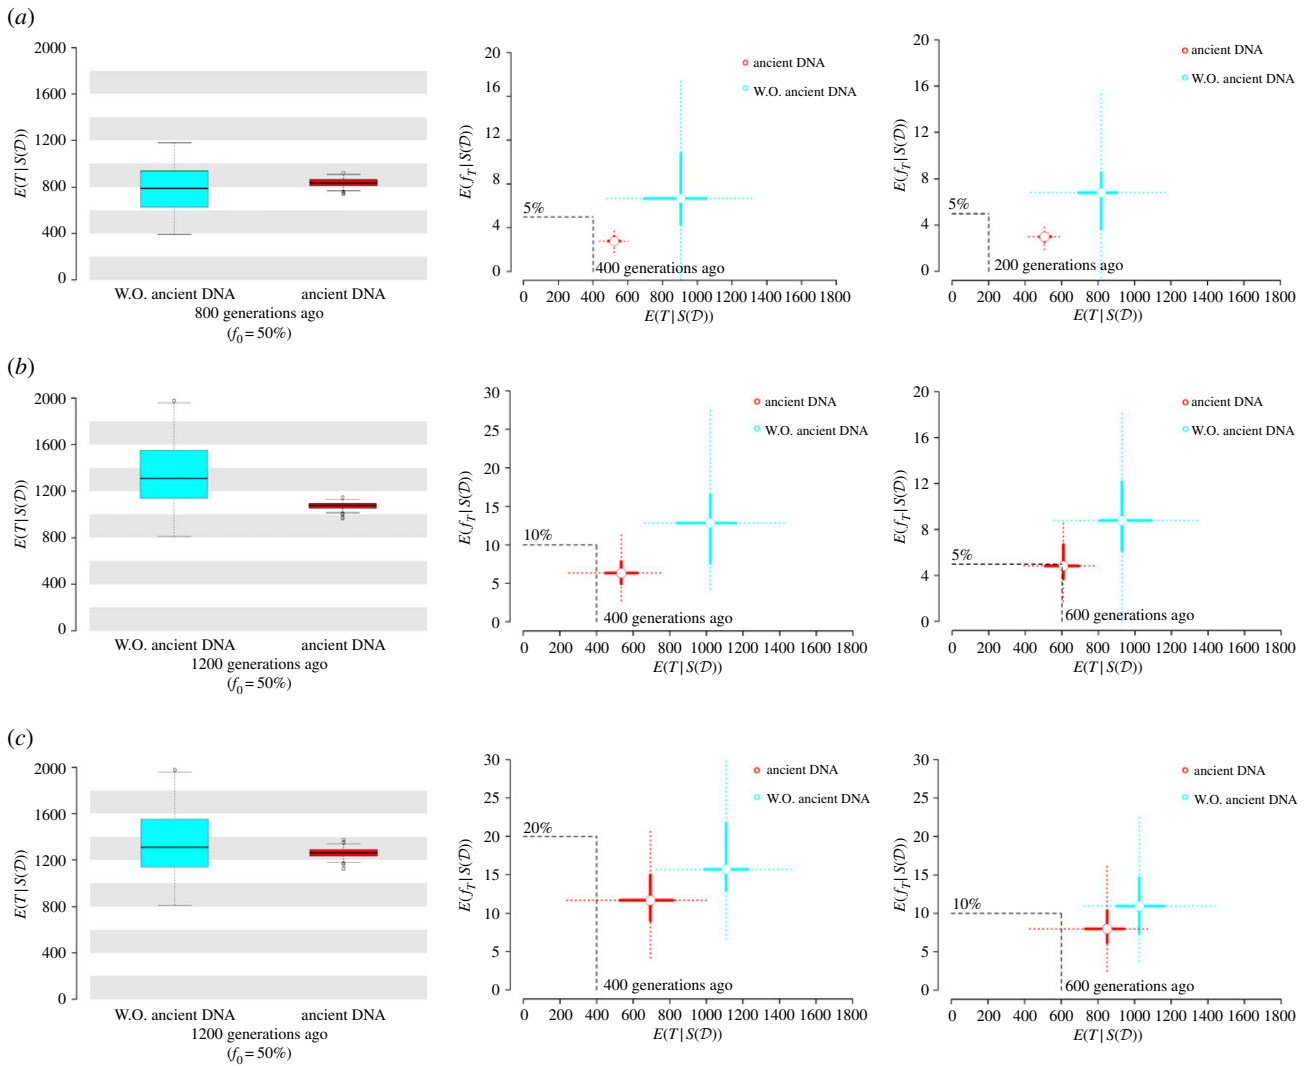 (a)
2000
1600
1200
800
400
0
E(T | S(D))
W.O. ancient DNA
ancient DNA
800 generations ago
(f0 = 50%)
20
16
12
8
4
0
E(fT | S(D))
ancient DNA
W.O. ancient DNA
5%
400 generations ago
0 200 400 600 800 1000 1200 1400 1600 1800
E(T | S(D))
20
16
12
8
4
0
E(fT | S(D))
ancient DNA
W.O. ancient DNA
5%
200 generations ago
0 200 400 600 800 1000 1200 1400 1600 1800
E(T | S(D))
(b)
2000
1600
1200
800
400
0
E(T | S(D))
W.O. ancient DNA
ancient DNA
1200 generations ago
(f0 = 50%)
30
25
20
15
10
5
0
E(fT | S(D))
ancient DNA
W.O. ancient DNA
10%
400 generations ago
0 200 400 600 800 1000 1200 1400 1600 1800
E(T | S(D))
20
16
12
8
4
0
E(fT | S(D))
ancient DNA
W.O. ancient DNA
5%
600 generations ago
0 200 400 600 800 1000 1200 1400 1600 1800
E(T | S(D))
(c)
2000
1600
1200
800
400
0
E(T | S(D))
W.O. ancient DNA
ancient DNA
1200 generations ago
(f0 = 50%)
30
25
20
15
10
5
0
E(fT | S(D))
ancient DNA
W.O. ancient DNA
20%
400 generations ago
0 200 400 600 800 1000 1200 1400 1600 1800
E(T | S(D))
30
25
20
15
10
5
0
E(fT | S(D))
ancient DNA
W.O. ancient DNA
10%
600 generations ago
0 200 400 600 800 1000 1200 1400 1600 1800
E(T | S(D))